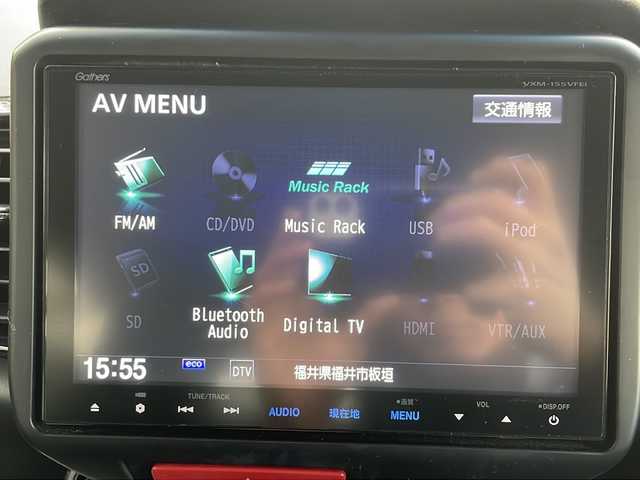 Gathers
VXM-155VFEi
AV MENU
交通情報
FM/AM
CD/DVD
Music Rack
Music Rack
USB
iPod
SD
SD
Bluetooth
Audio
Digital TV
HDMI
VTR/AUX
15:55
eco
DTV
福井県福井市板垣
TUNE/TRACK
AUDIO
現在地
画質
MENU
VOL
DISP.OFF